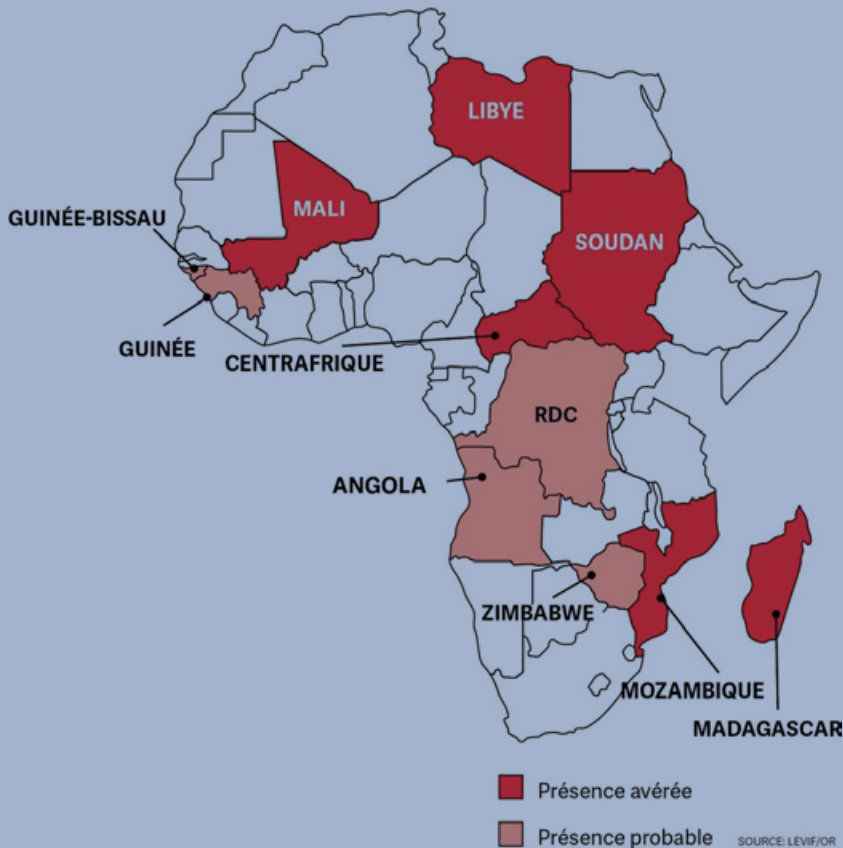 LIBYE
MALI
GUINÉE-BISSAU
SOUDAN
GUINÉE
CENTRAFRIQUE
RDC
ANGOLA
ZIMBABWE
MOZAMBIQUE
MADAGASCAR
Présence avérée
Présence probable
SOURCE: LEVIF/OR